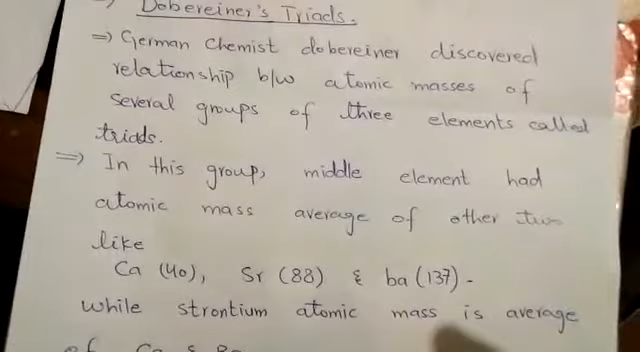 Dobereiner's Triads.
⇒ German Chemist dobereiner discovered
relationship b/w atomic masses of
several groups of three elements called
triads.
⇒ In this group, middle element had
atomic mass average of other two
like
Ca (40), Sr (88) & ba (137) -
while strontium atomic mass is average
of Ca &